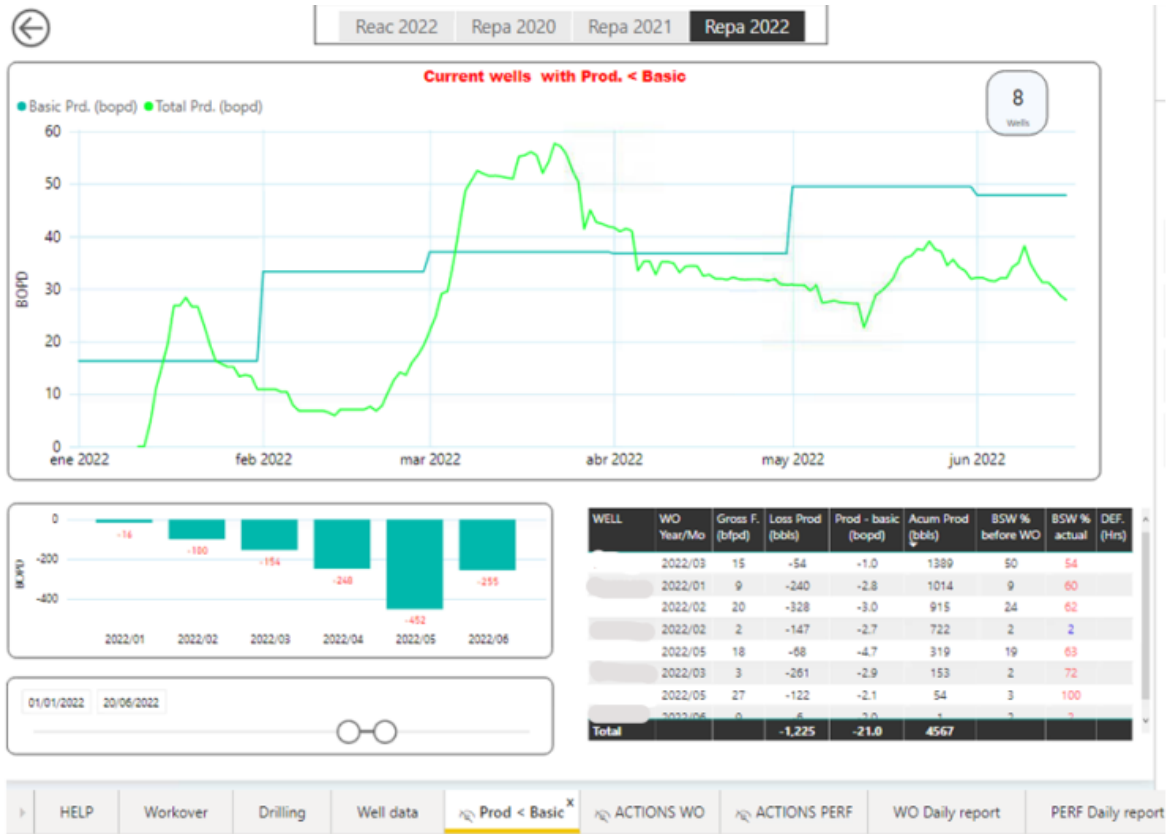 Reac 2022 Repa 2020 Repa 2021 Repa 2022
Current wells with Prod. < Basic
8
Wells
Basic Prd. (bopd) Total Prd. (bopd)
60
50
40
30
20
10
0
BOPD
ene 2022 feb 2022 mar 2022 abr 2022 may 2022 jun 2022
0
-200
-400
BOPD
-16
-100
-154
-248
-452
-255
2022/01 2022/02 2022/03 2022/04 2022/05 2022/06
01/01/2022 20/06/2022
WELL WO Gross F. Loss Prod Prod - basic Acum Prod BSW % BSW % DEF.
Year/Mo (bfpd) (bbls) (bopd) (bbls) before WO actual (Hrs)
2022/03 15 -54 -1.0 1389 50 54
2022/01 9 -240 -2.8 1014 9 60
2022/02 20 -328 -3.0 915 24 62
2022/02 2 -147 -2.7 722 2 2
2022/05 18 -68 -4.7 319 19 63
2022/03 3 -261 -2.9 153 2 72
2022/05 27 -122 -2.1 54 3 100
2022/06
Total -1,225 -21.0 4567
HELP Workover Drilling Well data Prod < Basic x ACTIONS WO ACTIONS PERF WO Daily report PERF Daily report